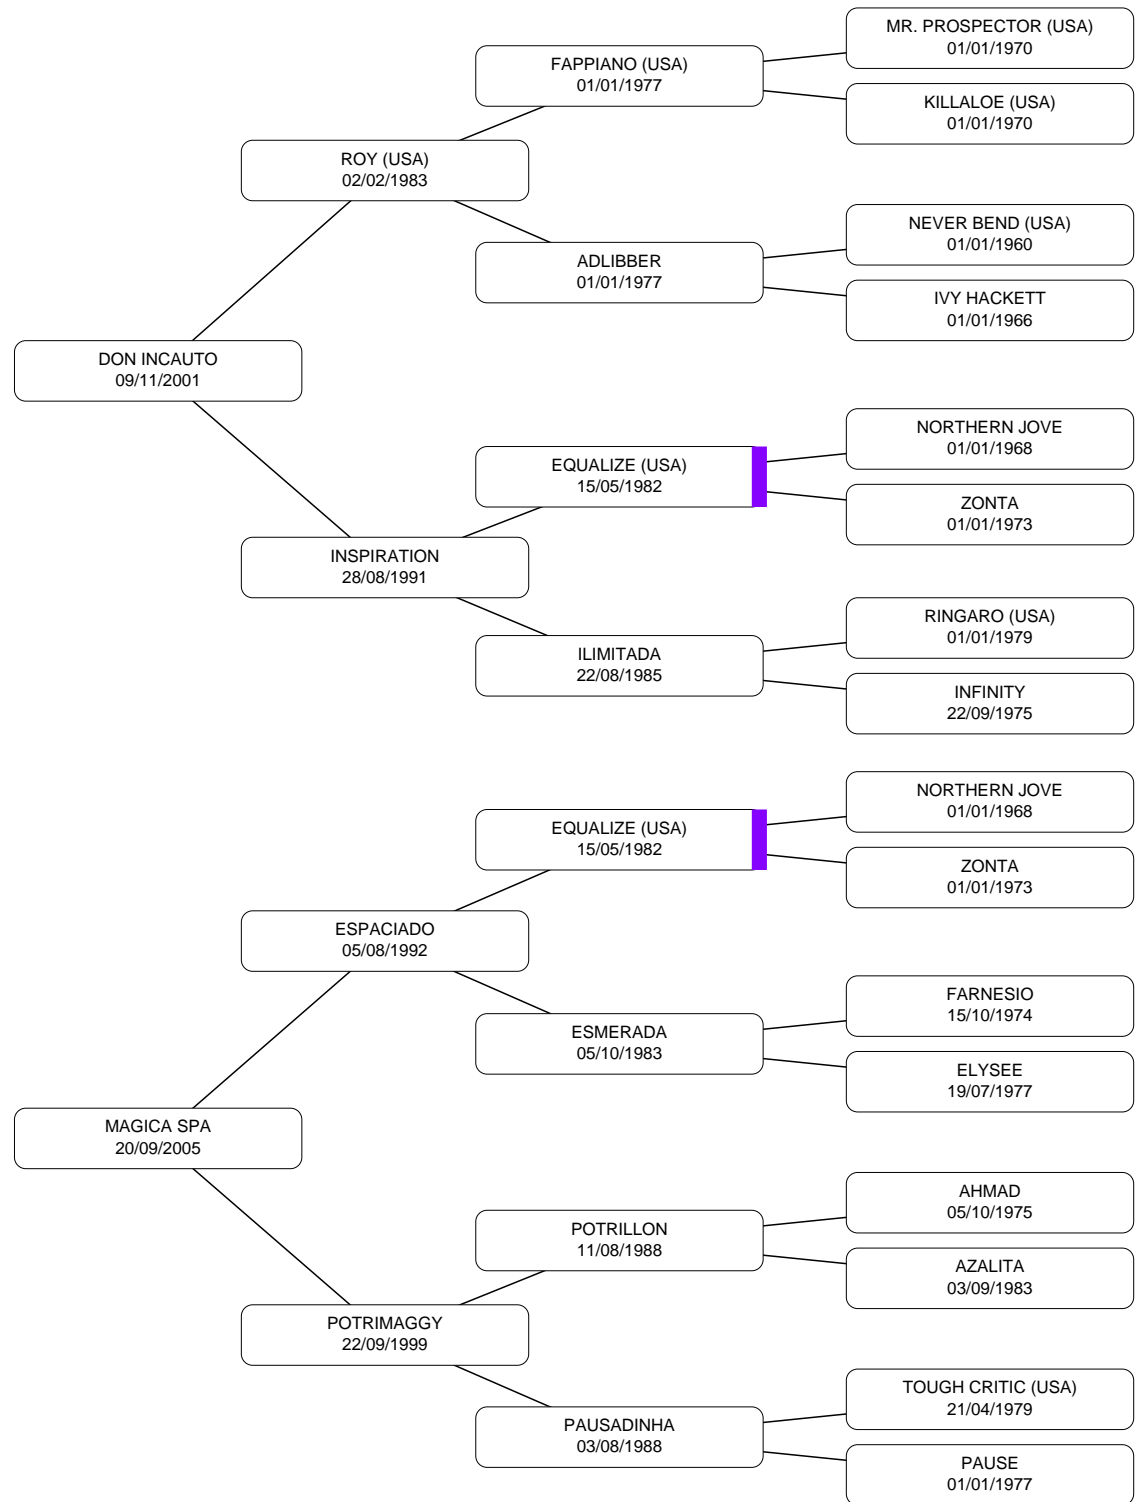 MR. PROSPECTOR (USA)
01/01/1970
FAPPIANO (USA)
01/01/1977
KILLALOE (USA)
01/01/1970
ROY (USA)
02/02/1983
NEVER BEND (USA)
01/01/1960
ADLIBBER
01/01/1977
IVY HACKETT
01/01/1966
DON INCAUTO
09/11/2001
NORTHERN JOVE
01/01/1968
EQUALIZE (USA)
15/05/1982
ZONTA
01/01/1973
INSPIRATION
28/08/1991
RINGARO (USA)
01/01/1979
ILIMITADA
22/08/1985
INFINITY
22/09/1975
NORTHERN JOVE
01/01/1968
EQUALIZE (USA)
15/05/1982
ZONTA
01/01/1973
ESPACIADO
05/08/1992
FARNESIO
15/10/1974
ESMERADA
05/10/1983
ELYSEE
19/07/1977
MAGICA SPA
20/09/2005
AHMAD
05/10/1975
POTRILLON
11/08/1988
AZALITA
03/09/1983
POTRIMAGGY
22/09/1999
TOUGH CRITIC (USA)
21/04/1979
PAUSADINHA
03/08/1988
PAUSE
01/01/1977